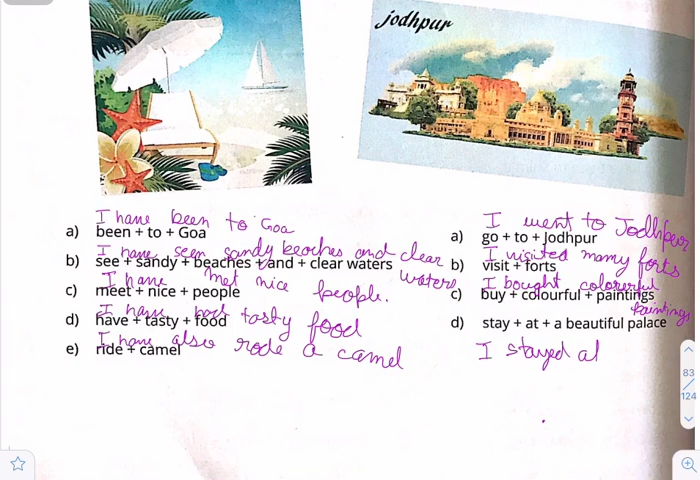 jodhpur
I have been to Goa
a) been + to + Goa
I have seen sandy beaches and clear waters
b) see + sandy + beaches + and + clear waters
I have met nice people.
c) meet + nice + people
I have had tasty food
d) have + tasty + food
I have also rode a camel
e) ride + camel
I went to Jodhpur
a) go + to + Jodhpur
I visited many forts
b) visit + forts
I bought paintings
c) buy + colourful + paintings
d) stay + at + a beautiful palace
I stayed at
83
124